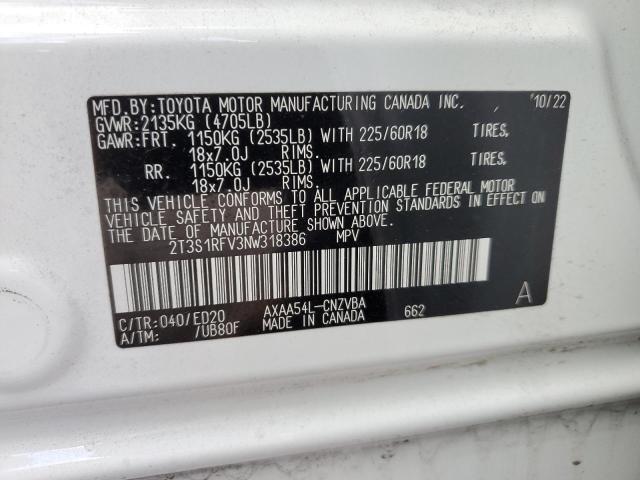 MFD.BY:TOYOTA MOTOR MANUFACTURING CANADA INC. 10/22
GVWR:2135KG (4705LB)
GAWR:FRT. 1150KG (2535LB) WITH 225/60R18 TIRES,
18x7.0J RIMS.
RR. 1150KG (2535LB) WITH 225/60R18 TIRES,
18x7.0J RIMS.
THIS VEHICLE CONFORMS TO ALL APPLICABLE FEDERAL MOTOR
VEHICLE SAFETY AND THEFT PREVENTION STANDARDS IN EFFECT ON
THE DATE OF MANUFACTURE SHOWN ABOVE.
2T3S1RFV3NW318386 MPV
C/TR:040/ED20 AXAA54L-CNZVBA 662 A
A/TM: /UB80F MADE IN CANADA